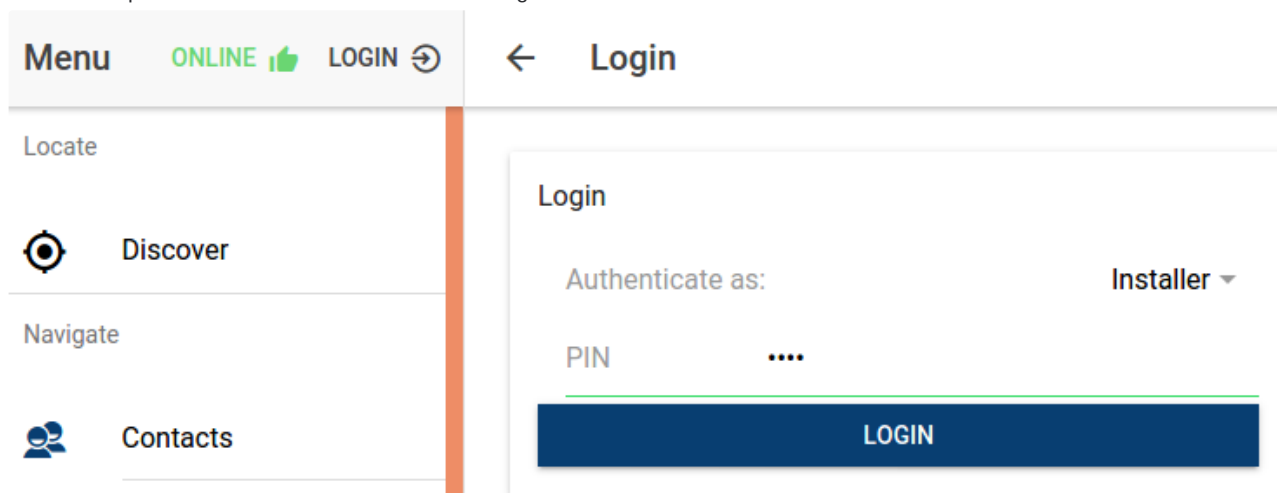 Menu ONLINE LOGIN
Locate
Discover
Navigate
Contacts
Login
Login
Authenticate as: Installer
PIN ••••
LOGIN